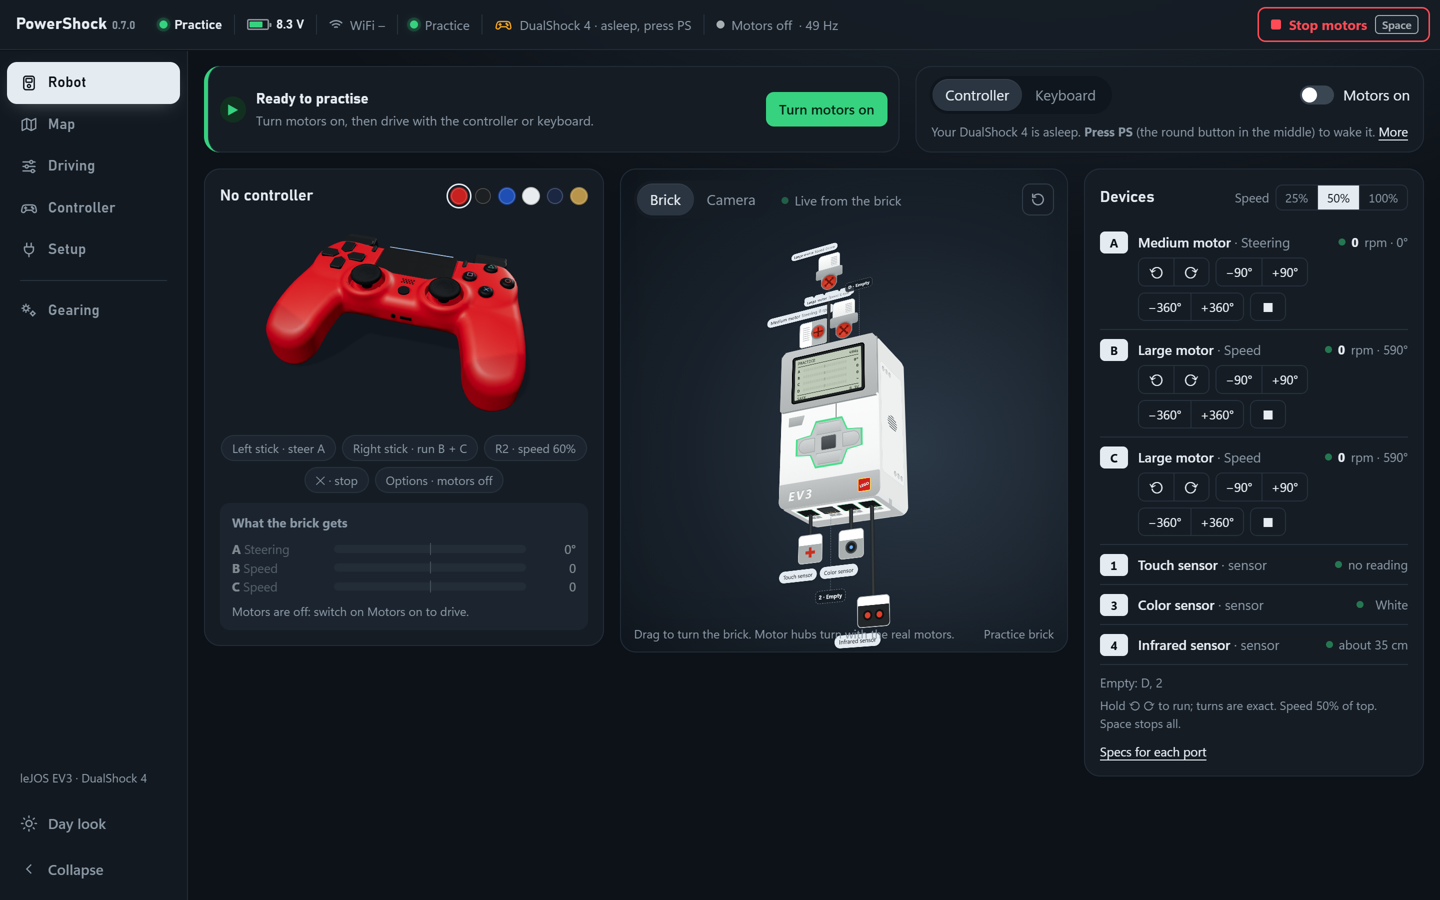 PowerShock 0.7.0
Practice
8.3 V
WiFi –
Practice
DualShock 4 · asleep, press PS
Motors off · 49 Hz
Stop motors Space
Robot
Map
Driving
Controller
Setup
Gearing
leJOS EV3 · DualShock 4
Day look
Collapse
Ready to practise
Turn motors on, then drive with the controller or keyboard.
Turn motors on
Controller Keyboard
Motors on
Your DualShock 4 is asleep. Press PS (the round button in the middle) to wake it. More
No controller
Left stick · steer A
Right stick · run B + C
R2 · speed 60%
✕ · stop
Options · motors off
What the brick gets
A Steering 0°
B Speed 0
C Speed 0
Motors are off: switch on Motors on to drive.
Brick Camera
Live from the brick
D · Empty
EV3
LEGO
Touch sensor
Color sensor
2 · Empty
Infrared sensor
Drag to turn the brick. Motor hubs turn with the real motors.
Practice brick
Devices
Speed 25% 50% 100%
A Medium motor · Steering 0 rpm · 0°
−90° +90°
−360° +360°
B Large motor · Speed 0 rpm · 590°
−90° +90°
−360° +360°
C Large motor · Speed 0 rpm · 590°
−90° +90°
−360° +360°
1 Touch sensor · sensor no reading
3 Color sensor · sensor White
4 Infrared sensor · sensor about 35 cm
Empty: D, 2
Hold ↺ ↻ to run; turns are exact. Speed 50% of top.
Space stops all.
Specs for each port